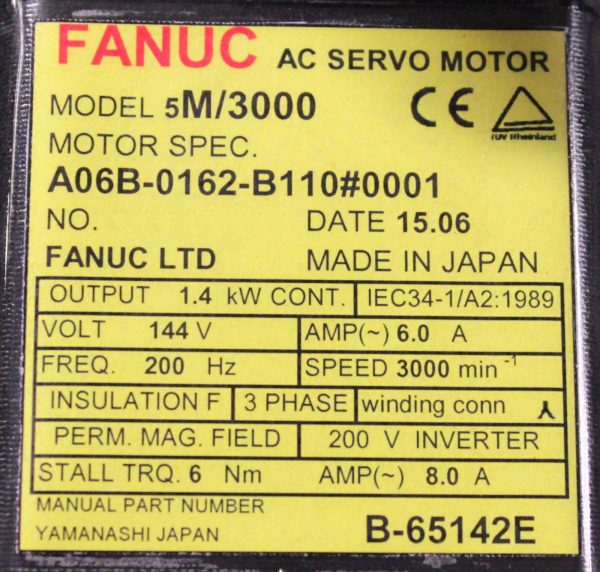 FANUC AC SERVO MOTOR
MODEL 5M/3000
CE TUV Rheinland
MOTOR SPEC.
A06B-0162-B110#0001
NO. DATE 15.06
FANUC LTD MADE IN JAPAN
OUTPUT 1.4 kW CONT. IEC34-1/A2:1989
VOLT 144 V AMP(~) 6.0 A
FREQ. 200 Hz SPEED 3000 min -1
INSULATION F 3 PHASE winding conn
PERM. MAG. FIELD 200 V INVERTER
STALL TRQ. 6 Nm AMP(~) 8.0 A
MANUAL PART NUMBER
YAMANASHI JAPAN B-65142E